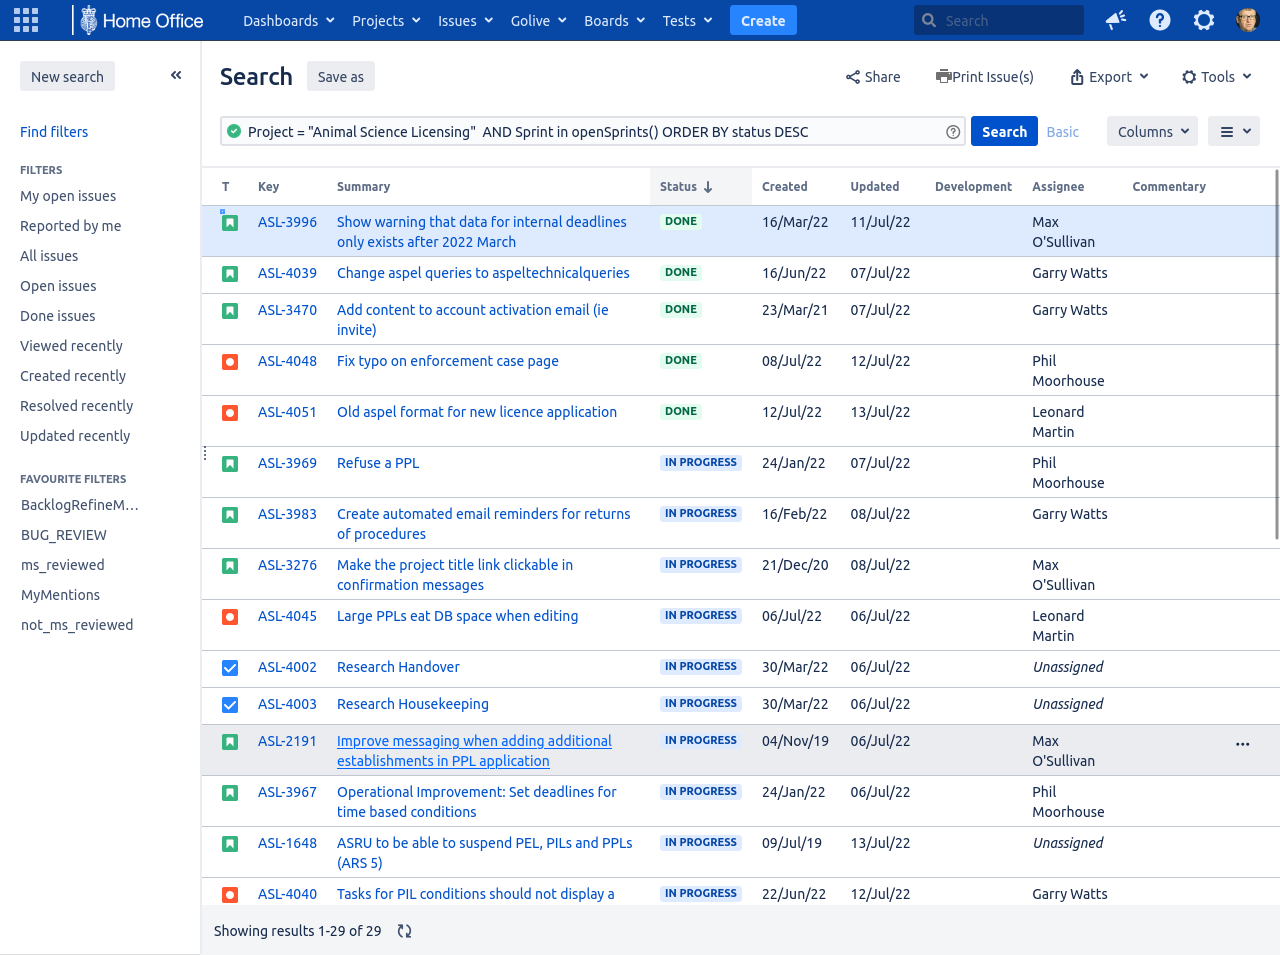 Home Office Dashboards Projects Issues Golive Boards Tests Create Search
New search
Find filters
FILTERS
My open issues
Reported by me
All issues
Open issues
Done issues
Viewed recently
Created recently
Resolved recently
Updated recently
FAVOURITE FILTERS
BacklogRefineM…
BUG_REVIEW
ms_reviewed
MyMentions
not_ms_reviewed
Search Save as Share Print Issue(s) Export Tools
Project = "Animal Science Licensing" AND Sprint in openSprints() ORDER BY status DESC Search Basic Columns
T Key Summary Status Created Updated Development Assignee Commentary
ASL-3996 Show warning that data for internal deadlines DONE 16/Mar/22 11/Jul/22 Max
only exists after 2022 March O'Sullivan
ASL-4039 Change aspel queries to aspeltechnicalqueries DONE 16/Jun/22 07/Jul/22 Garry Watts
ASL-3470 Add content to account activation email (ie DONE 23/Mar/21 07/Jul/22 Garry Watts
invite)
ASL-4048 Fix typo on enforcement case page DONE 08/Jul/22 12/Jul/22 Phil
Moorhouse
ASL-4051 Old aspel format for new licence application DONE 12/Jul/22 13/Jul/22 Leonard
Martin
ASL-3969 Refuse a PPL IN PROGRESS 24/Jan/22 07/Jul/22 Phil
Moorhouse
ASL-3983 Create automated email reminders for returns IN PROGRESS 16/Feb/22 08/Jul/22 Garry Watts
of procedures
ASL-3276 Make the project title link clickable in IN PROGRESS 21/Dec/20 08/Jul/22 Max
confirmation messages O'Sullivan
ASL-4045 Large PPLs eat DB space when editing IN PROGRESS 06/Jul/22 06/Jul/22 Leonard
Martin
ASL-4002 Research Handover IN PROGRESS 30/Mar/22 06/Jul/22 Unassigned
ASL-4003 Research Housekeeping IN PROGRESS 30/Mar/22 06/Jul/22 Unassigned
ASL-2191 Improve messaging when adding additional IN PROGRESS 04/Nov/19 06/Jul/22 Max
establishments in PPL application O'Sullivan
ASL-3967 Operational Improvement: Set deadlines for IN PROGRESS 24/Jan/22 06/Jul/22 Phil
time based conditions Moorhouse
ASL-1648 ASRU to be able to suspend PEL, PILs and PPLs IN PROGRESS 09/Jul/19 13/Jul/22 Unassigned
(ARS 5)
ASL-4040 Tasks for PIL conditions should not display a IN PROGRESS 22/Jun/22 12/Jul/22 Garry Watts
Showing results 1-29 of 29